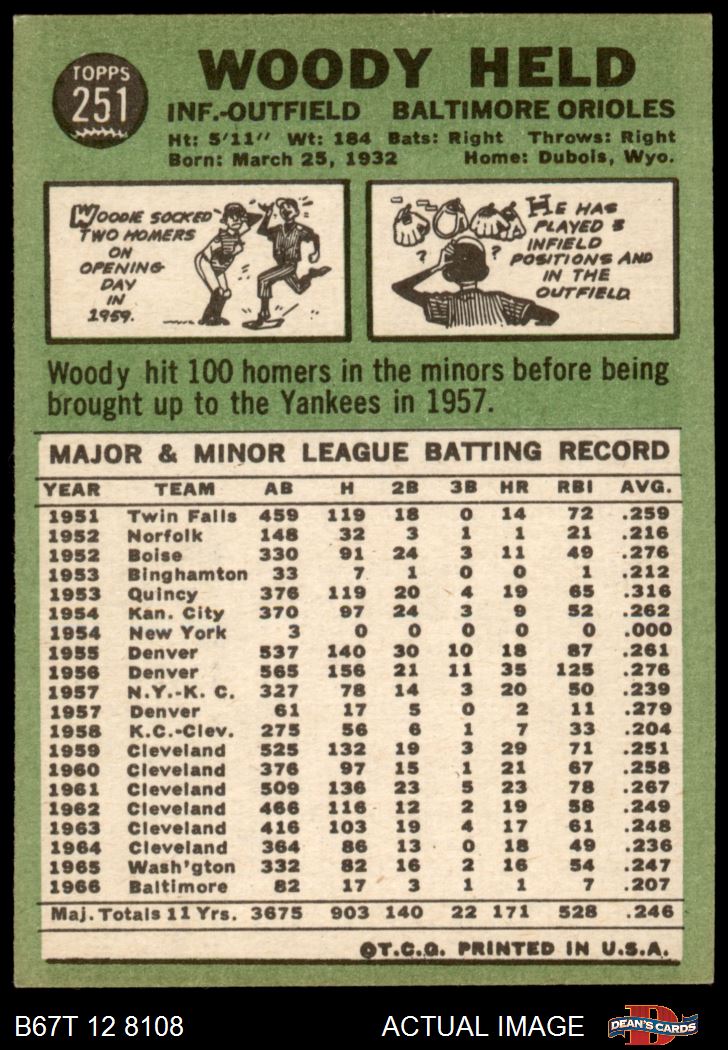 TOPPS
251
WOODY HELD
INF.-OUTFIELD BALTIMORE ORIOLES
Ht: 5'11" Wt: 184 Bats: Right Throws: Right
Born: March 25, 1932 Home: Dubois, Wyo.
WOODIE SOCKED
TWO HOMERS
ON
OPENING
DAY
IN
1959.
? ?
HE HAS
PLAYED 3
INFIELD
POSITIONS AND
IN THE
OUTFIELD.
Woody hit 100 homers in the minors before being
brought up to the Yankees in 1957.
MAJOR & MINOR LEAGUE BATTING RECORD
YEAR TEAM AB H 2B 3B HR RBI AVG.
1951 Twin Falls 459 119 18 0 14 72 .259
1952 Norfolk 148 32 3 1 1 21 .216
1952 Boise 330 91 24 3 11 49 .276
1953 Binghamton 33 7 1 0 0 1 .212
1953 Quincy 376 119 20 4 19 65 .316
1954 Kan. City 370 97 24 3 9 52 .262
1954 New York 3 0 0 0 0 0 .000
1955 Denver 537 140 30 10 18 87 .261
1956 Denver 565 156 21 11 35 125 .276
1957 N.Y.-K. C. 327 78 14 3 20 50 .239
1957 Denver 61 17 5 0 2 11 .279
1958 K.C.-Clev. 275 56 6 1 7 33 .204
1959 Cleveland 525 132 19 3 29 71 .251
1960 Cleveland 376 97 15 1 21 67 .258
1961 Cleveland 509 136 23 5 23 78 .267
1962 Cleveland 466 116 12 2 19 58 .249
1963 Cleveland 416 103 19 4 17 61 .248
1964 Cleveland 364 86 13 0 18 49 .236
1965 Wash'gton 332 82 16 2 16 54 .247
1966 Baltimore 82 17 3 1 1 7 .207
Maj. Totals 11 Yrs. 3675 903 140 22 171 528 .246
©T.C.G. PRINTED IN U.S.A.
B67T 12 8108 ACTUAL IMAGE DEAN'S CARDS